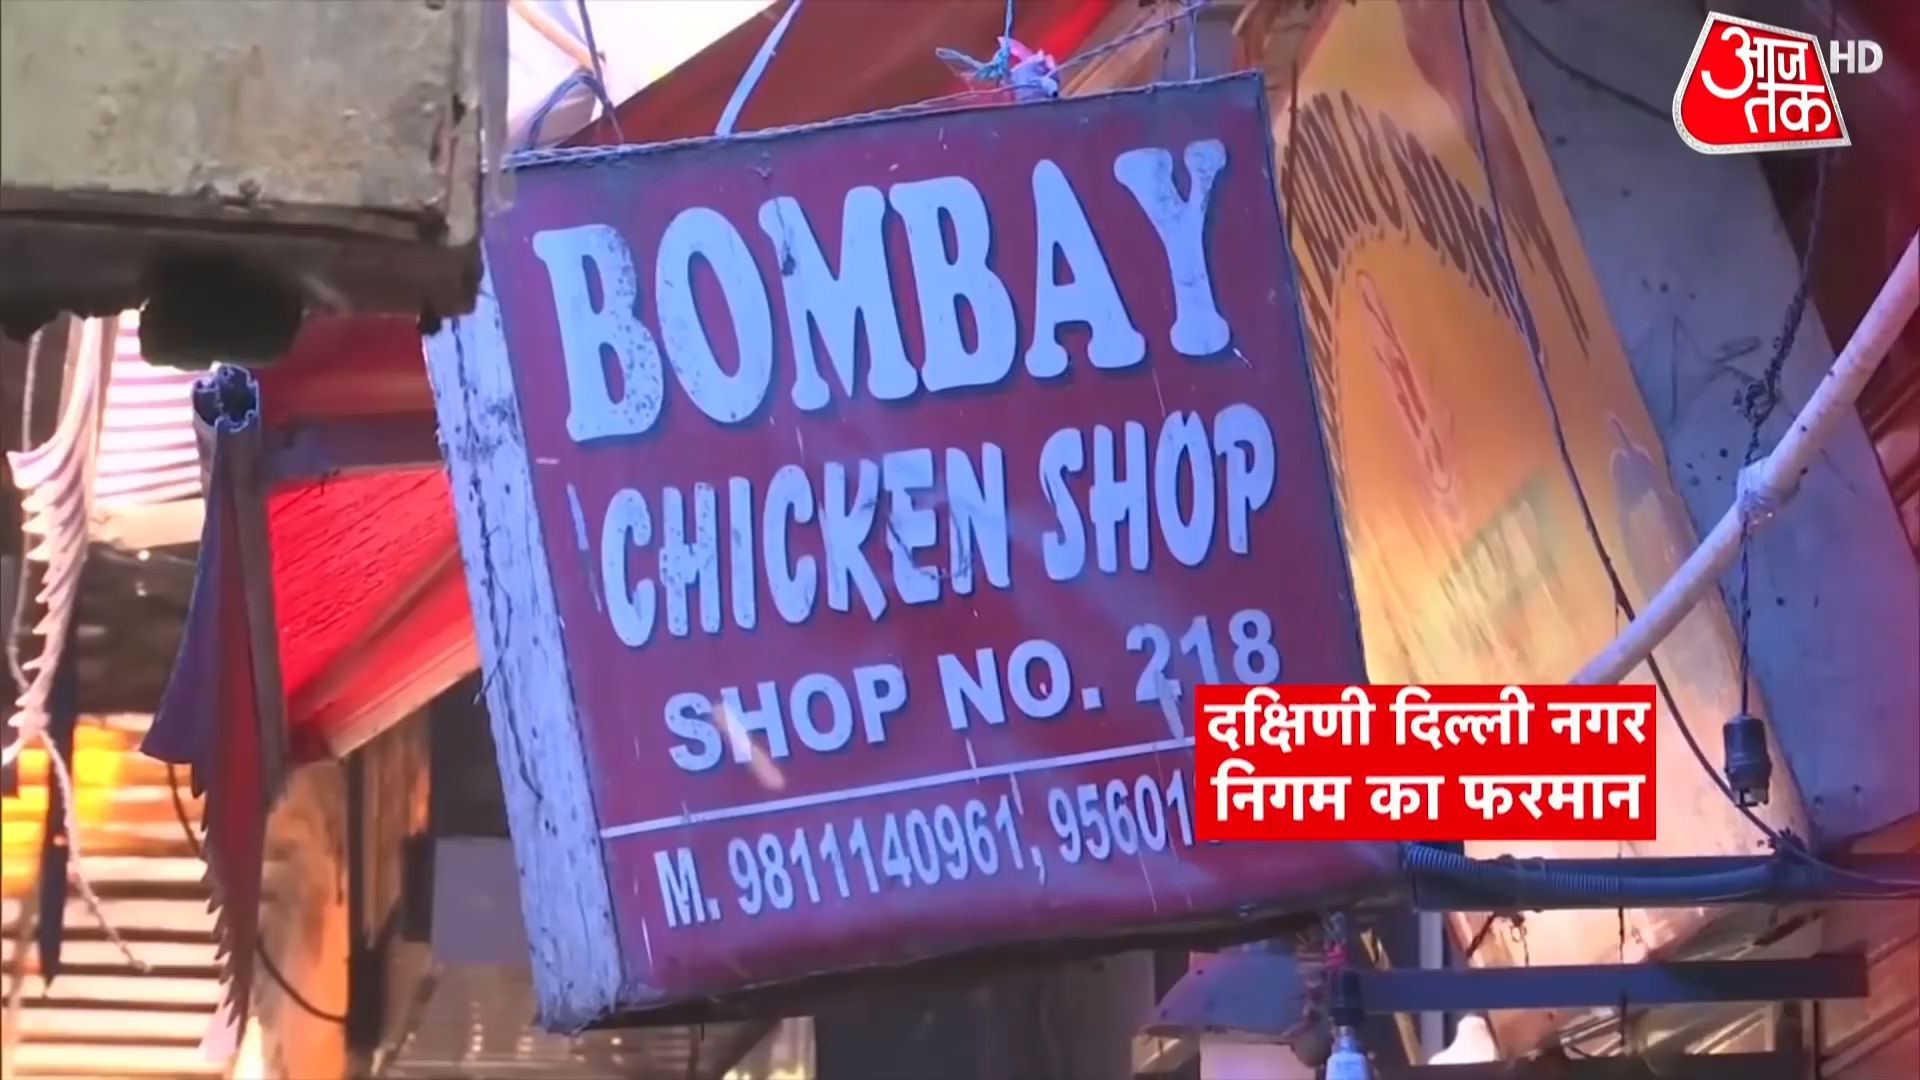 आज तक HD
BOMBAY
CHICKEN SHOP
SHOP NO. 218
M. 9811140961, 95601
दक्षिणी दिल्ली नगर
निगम का फरमान